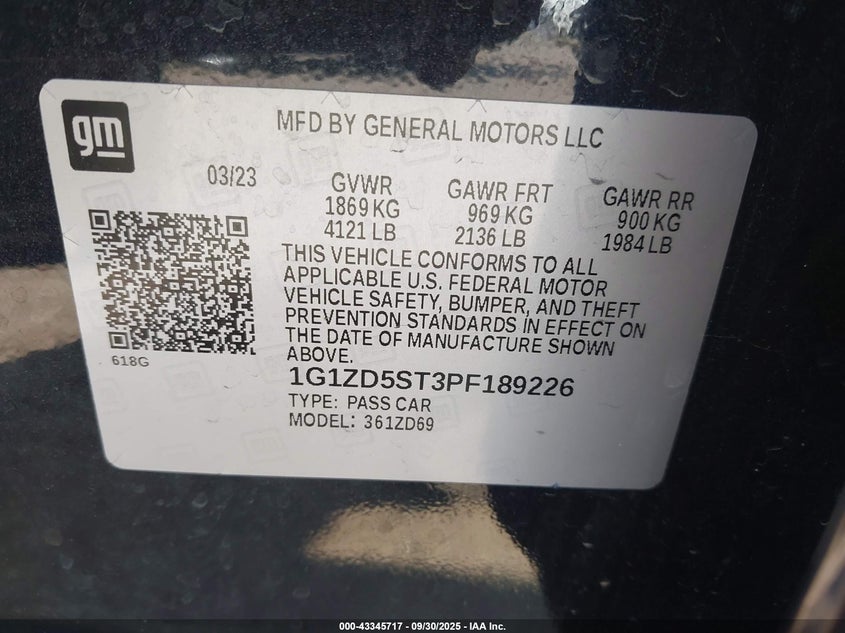 gm
MFD BY GENERAL MOTORS LLC
03/23
GVWR
1869 KG
4121 LB
GAWR FRT
969 KG
2136 LB
GAWR RR
900 KG
1984 LB
THIS VEHICLE CONFORMS TO ALL
APPLICABLE U.S. FEDERAL MOTOR
VEHICLE SAFETY, BUMPER, AND THEFT
PREVENTION STANDARDS IN EFFECT ON
THE DATE OF MANUFACTURE SHOWN
ABOVE.
618G
1G1ZD5ST3PF189226
TYPE: PASS CAR
MODEL: 361ZD69
000-43345717 - 09/30/2025 - IAA Inc.